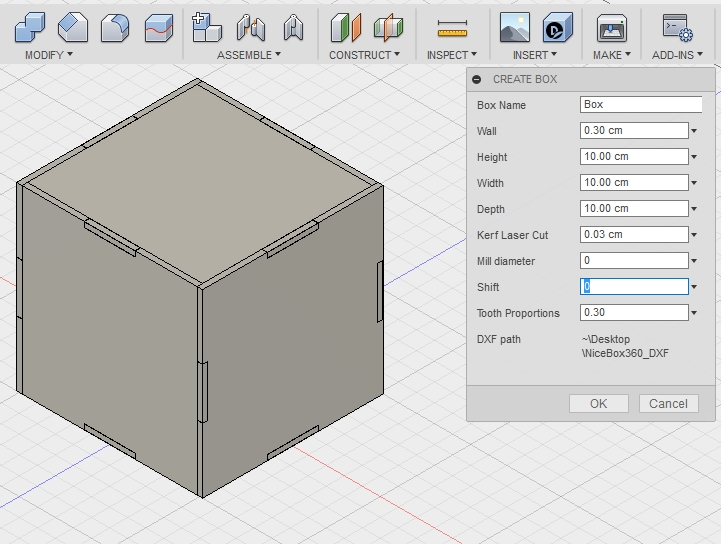 MODIFY ASSEMBLE CONSTRUCT INSPECT INSERT MAKE ADD-INS
CREATE BOX
Box Name Box
Wall 0.30 cm
Height 10.00 cm
Width 10.00 cm
Depth 10.00 cm
Kerf Laser Cut 0.03 cm
Mill diameter 0
Shift 0
Tooth Proportions 0.30
DXF path ~\Desktop
\NiceBox360_DXF
OK Cancel